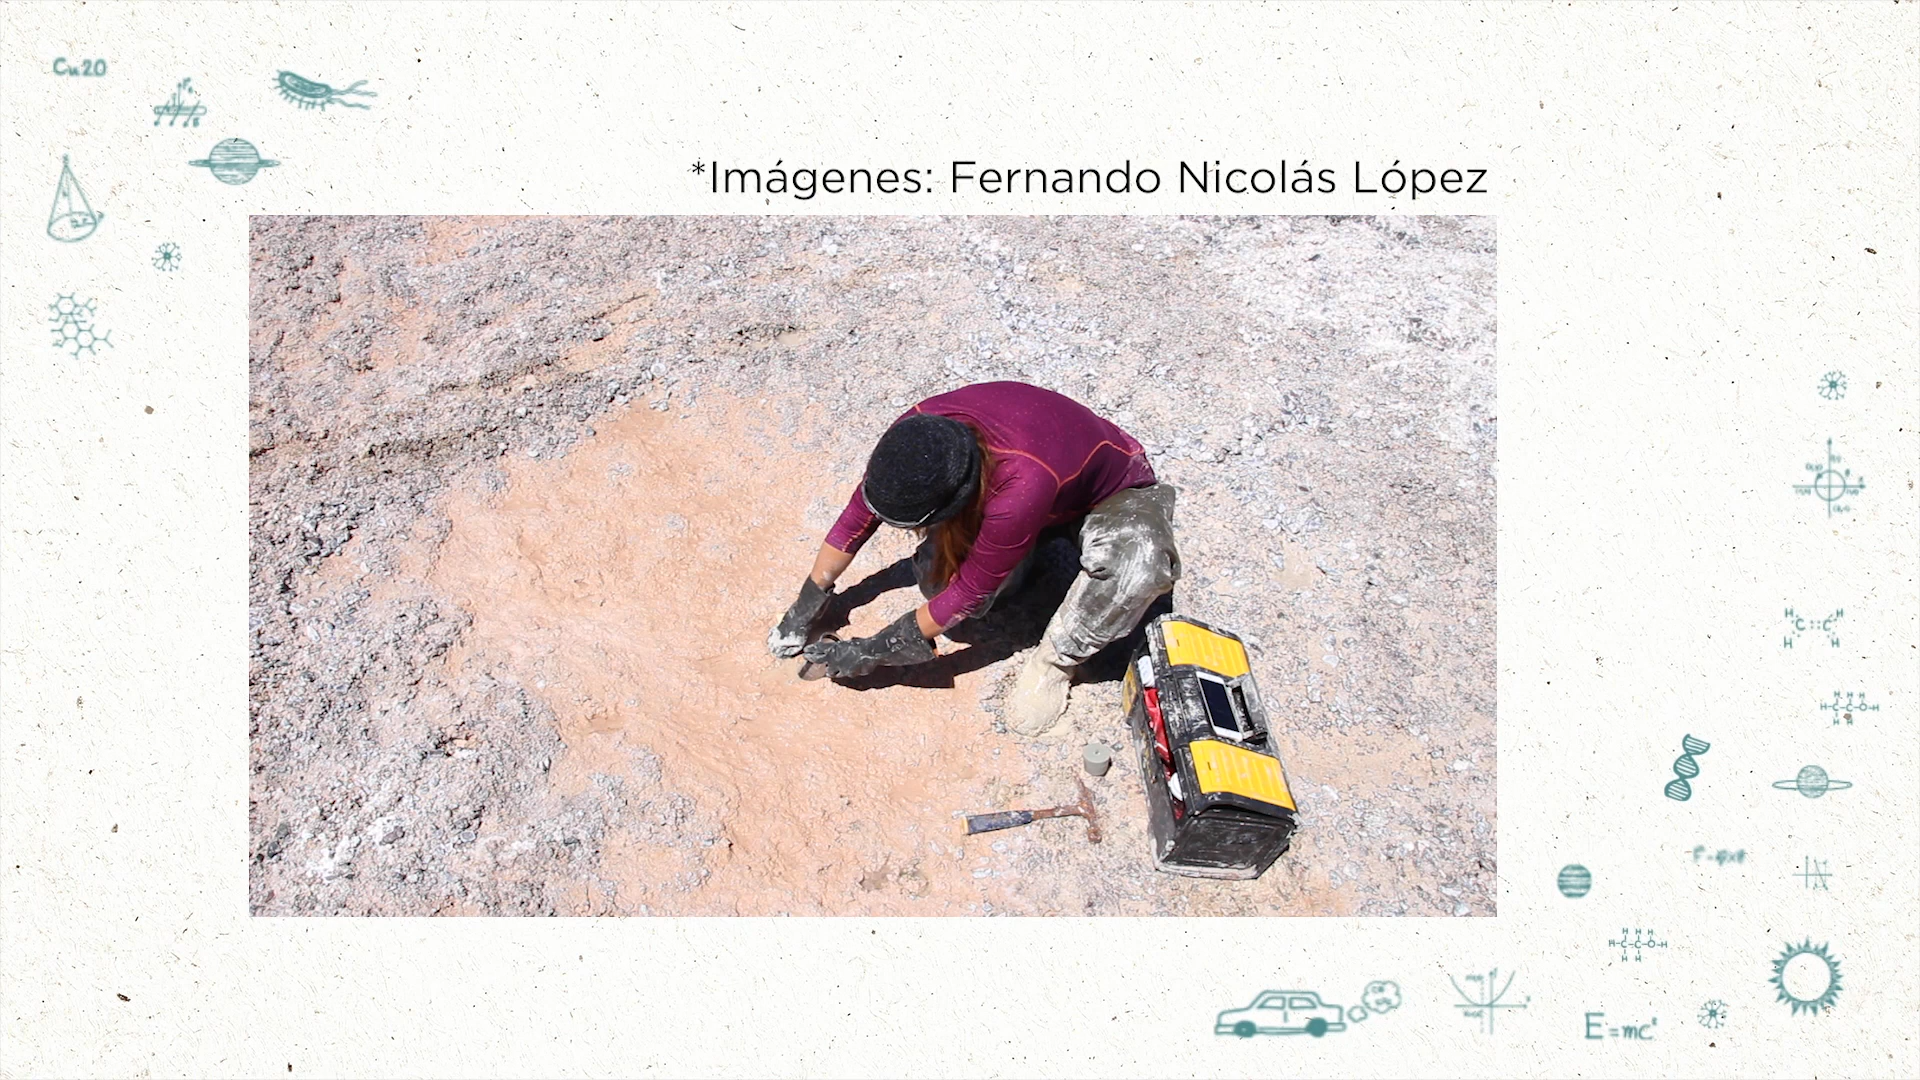 Cu20
*Imágenes: Fernando Nicolás López
H H
C::C
H H
H H H
H-C-C-O-H
H H
H H H
H-C-C-O-H
H H
E=mc²